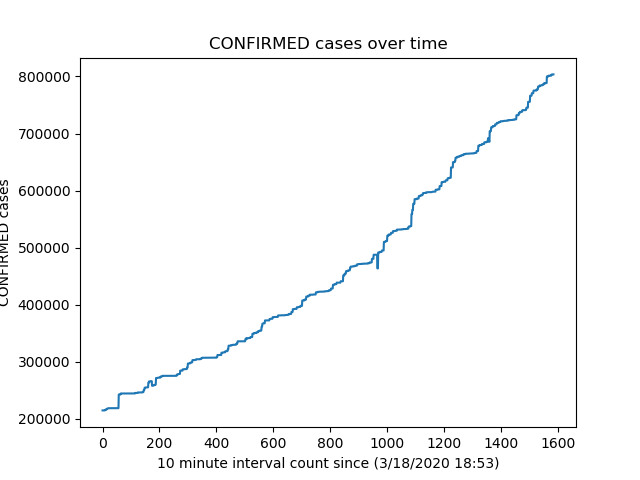 CONFIRMED cases over time
800000
700000
600000
500000
400000
300000
200000
CONFIRMED cases
0 200 400 600 800 1000 1200 1400 1600
10 minute interval count since (3/18/2020 18:53)